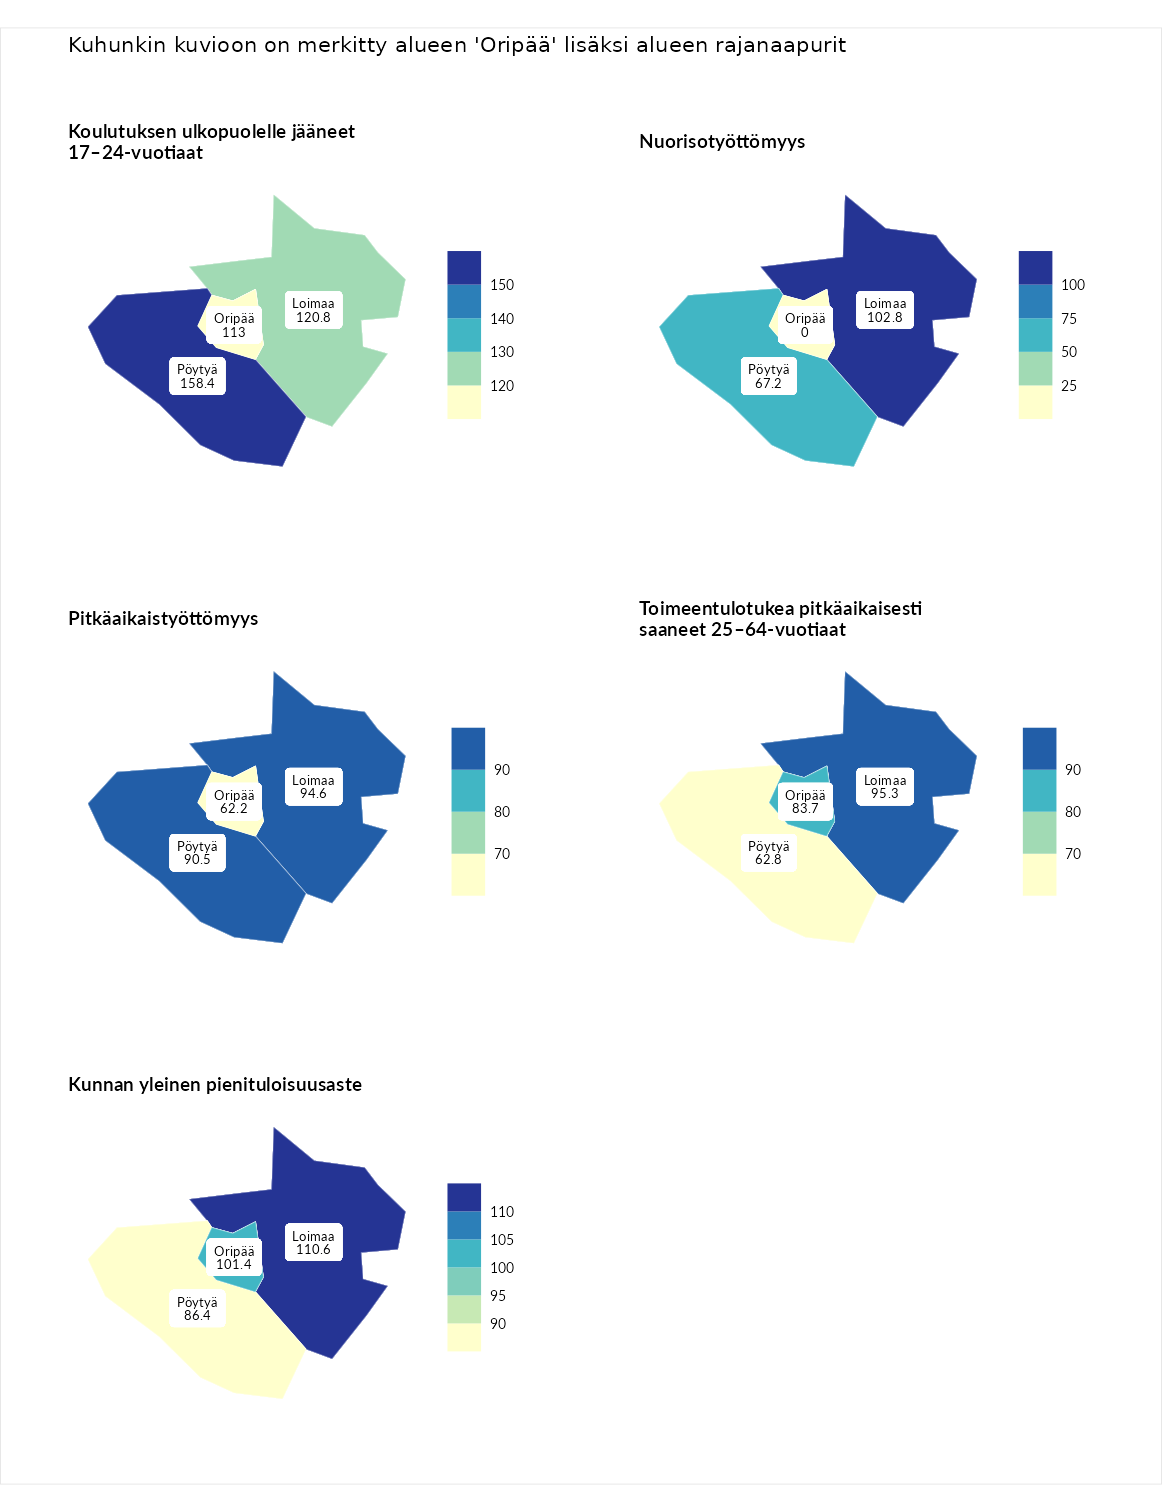 Kuhunkin kuvioon on merkitty alueen 'Oripää' lisäksi alueen rajanaapurit
Koulutuksen ulkopuolelle jääneet
17–24-vuotiaat
Loimaa
120.8
Oripää
113
Pöytyä
158.4
150
140
130
120
Nuorisotyöttömyys
Loimaa
102.8
Oripää
0
Pöytyä
67.2
100
75
50
25
Pitkäaikaistyöttömyys
Loimaa
94.6
Oripää
62.2
Pöytyä
90.5
90
80
70
Toimeentulotukea pitkäaikaisesti
saaneet 25–64-vuotiaat
Loimaa
95.3
Oripää
83.7
Pöytyä
62.8
90
80
70
Kunnan yleinen pienituloisuusaste
Loimaa
110.6
Oripää
101.4
Pöytyä
86.4
110
105
100
95
90